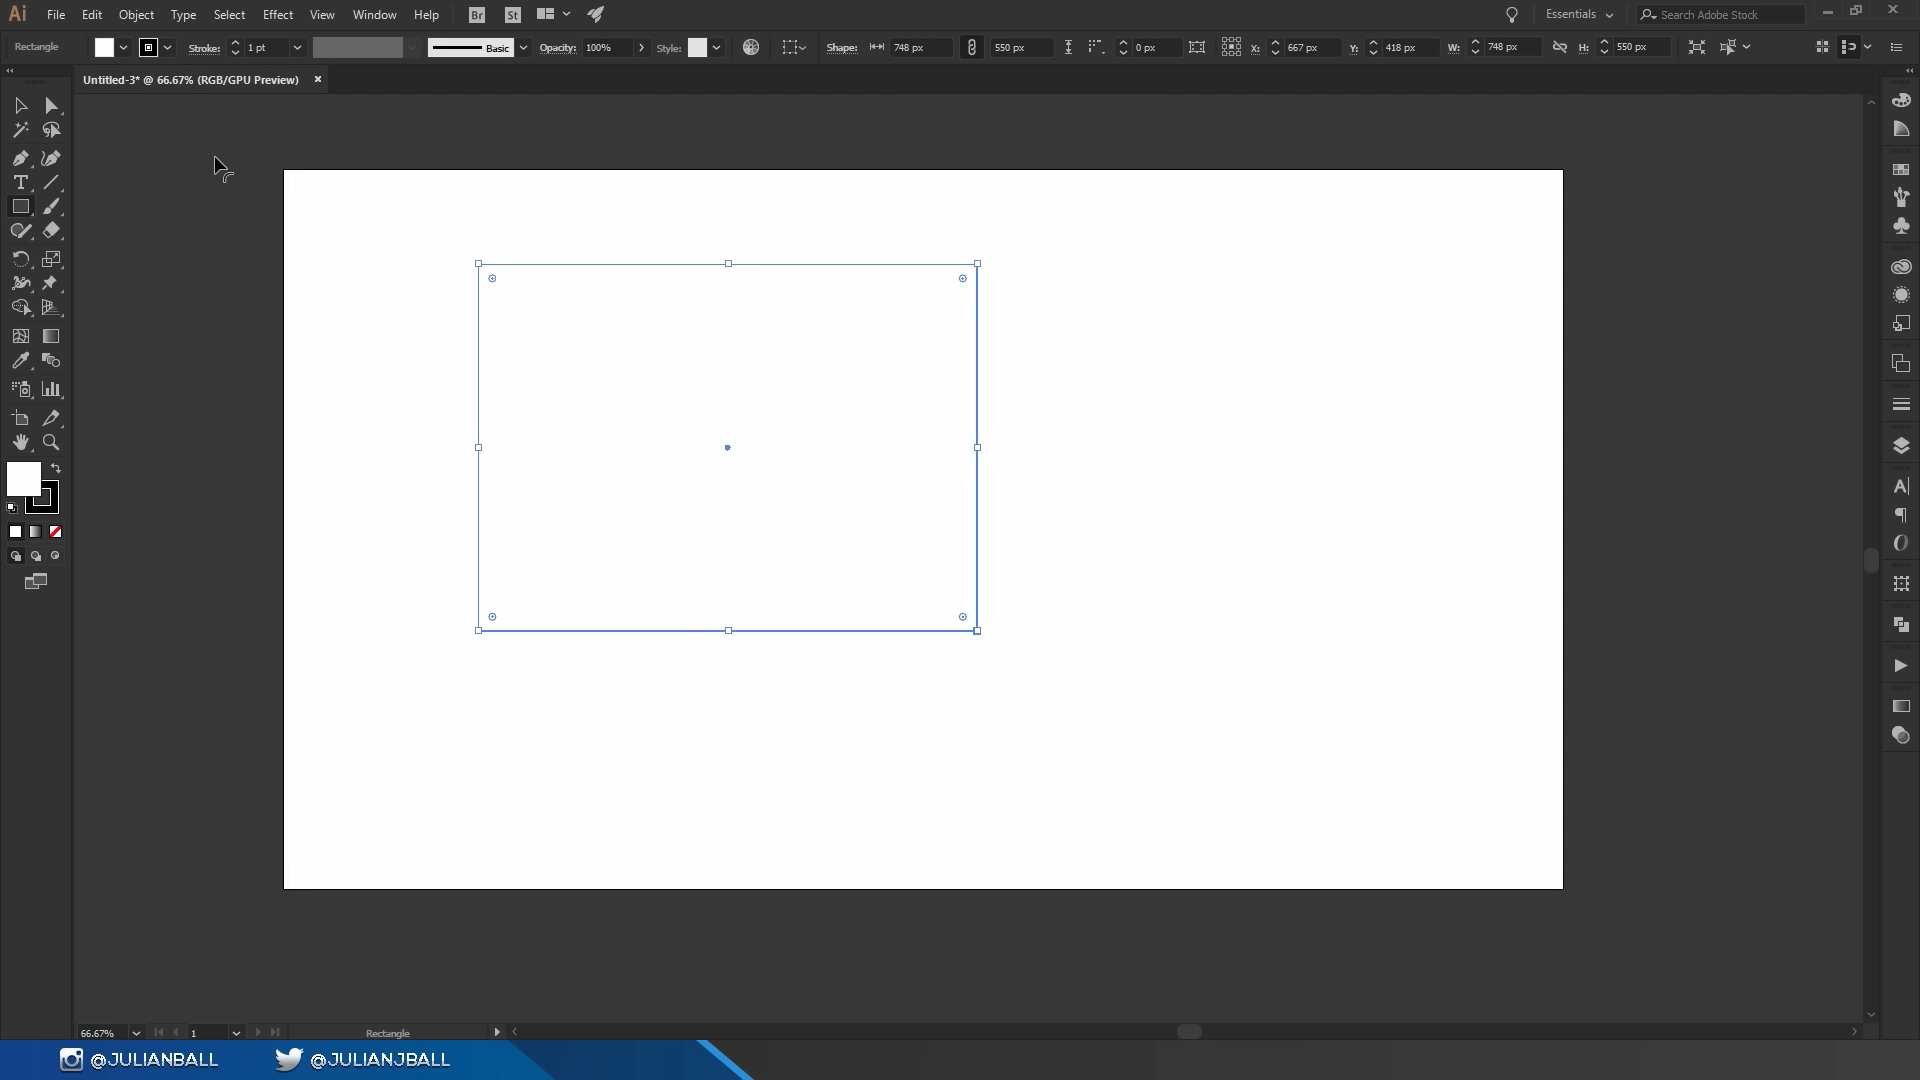 Ai File Edit Object Type Select Effect View Window Help Br St Essentials Search Adobe Stock
Rectangle Stroke: 1 pt Basic Opacity: 100% Style: Shape: 748 px 550 px 0 px X: 667 px Y: 418 px W: 748 px H: 550 px
Untitled-3* @ 66.67% (RGB/GPU Preview)
66.67% 1 Rectangle
@JULIANBALL @JULIANJBALL